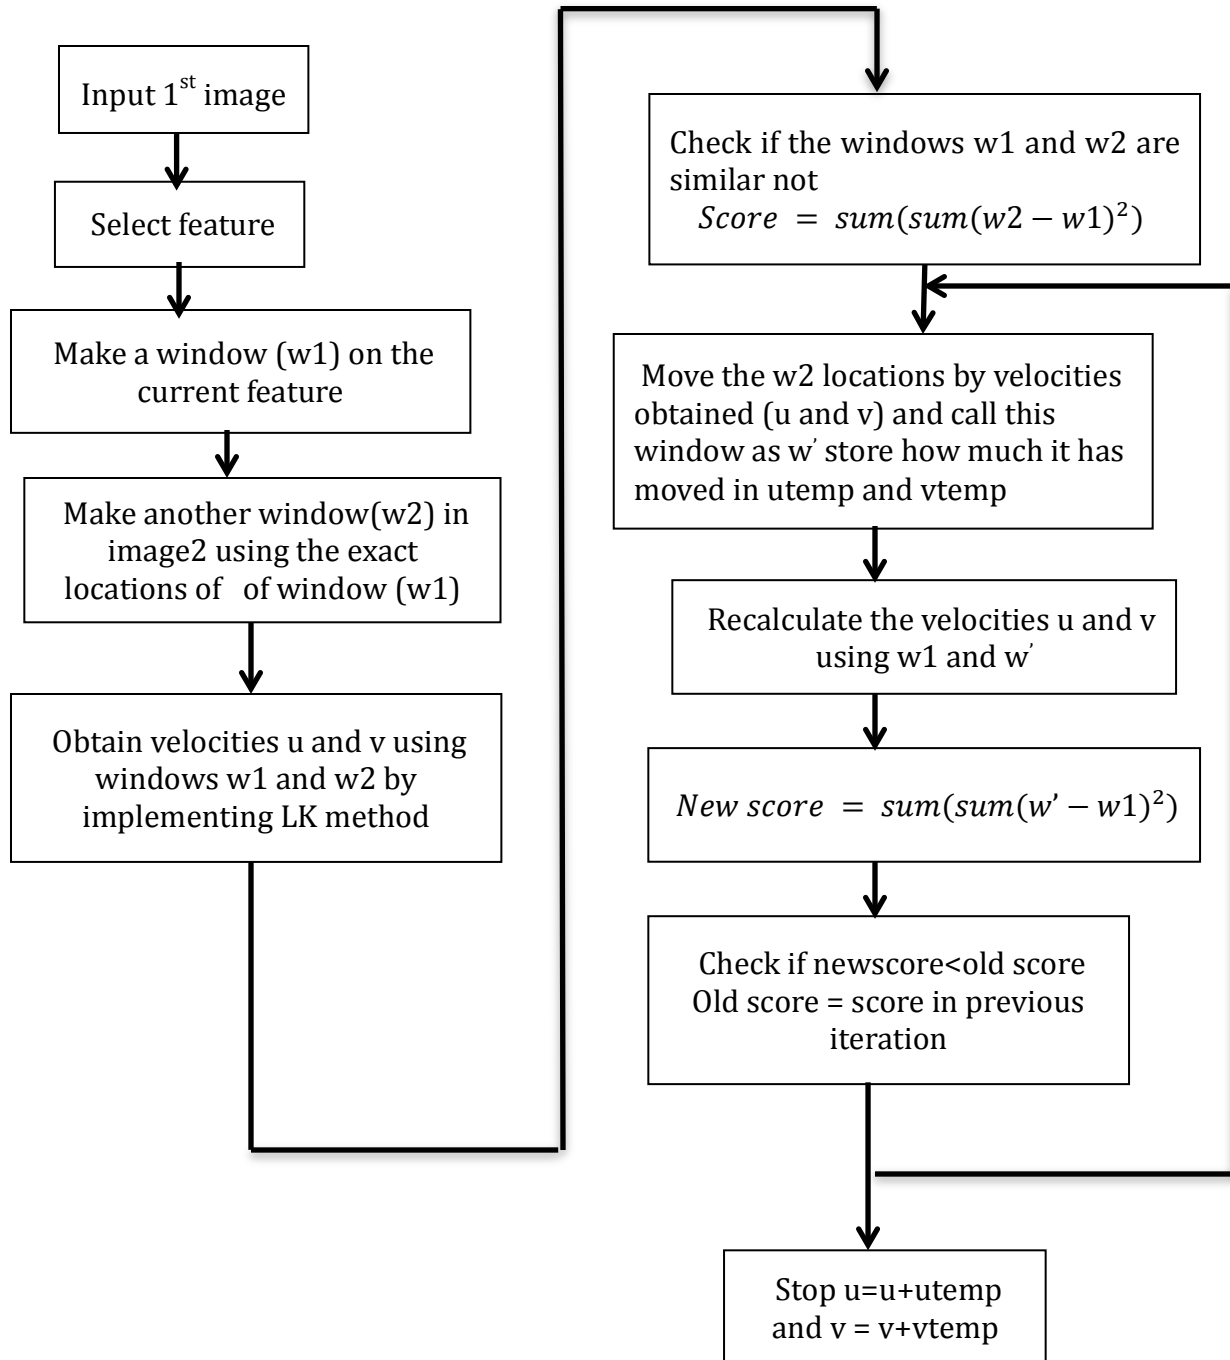 Input 1st image
Select feature
Make a window (w1) on the
current feature
Make another window(w2) in
image2 using the exact
locations of of window (w1)
Obtain velocities u and v using
windows w1 and w2 by
implementing LK method
Check if the windows w1 and w2 are
similar not
Score = sum(sum(w2 − w1)²)
Move the w2 locations by velocities
obtained (u and v) and call this
window as w’ store how much it has
moved in utemp and vtemp
Recalculate the velocities u and v
using w1 and w’
New score = sum(sum(w’ − w1)²)
Check if newscore<old score
Old score = score in previous
iteration
Stop u=u+utemp
and v = v+vtemp